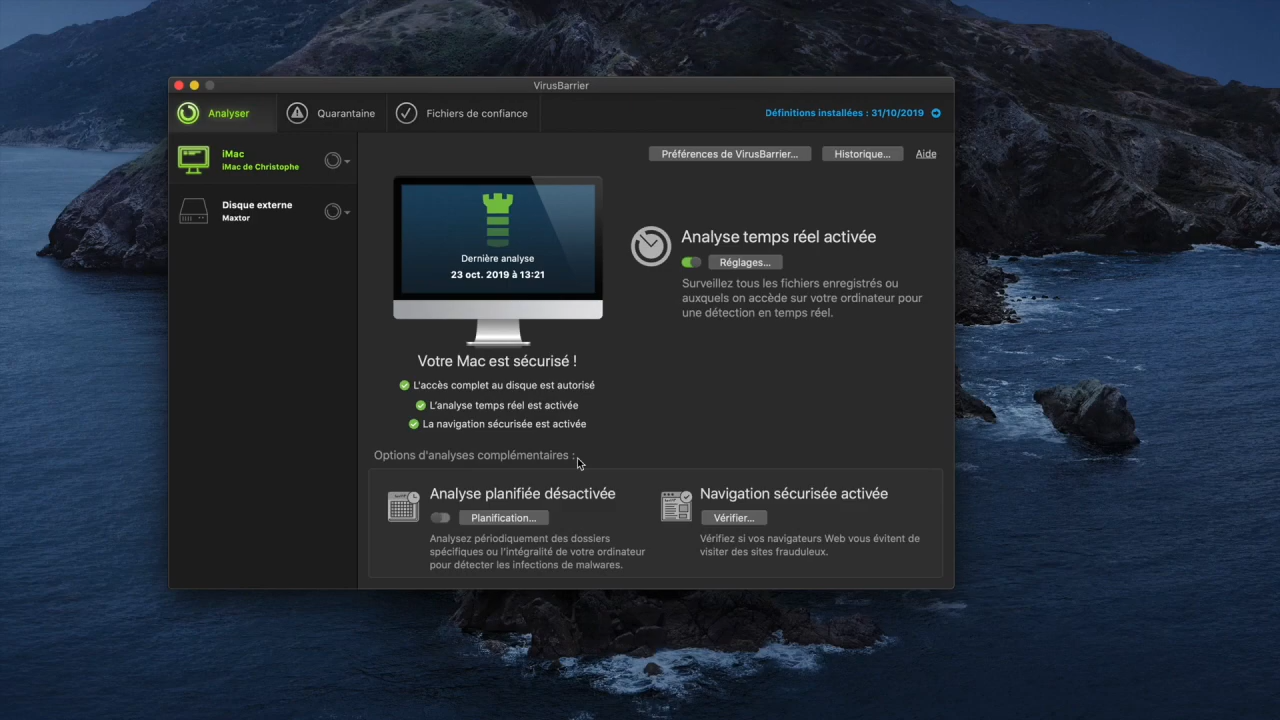 VirusBarrier
Analyser
Quarantaine
Fichiers de confiance
Définitions installées : 31/10/2019
iMac
iMac de Christophe
Disque externe
Maxtor
Préférences de VirusBarrier...
Historique...
Aide
Dernière analyse
23 oct. 2019 à 13:21
Votre Mac est sécurisé !
L'accès complet au disque est autorisé
L'analyse temps réel est activée
La navigation sécurisée est activée
Analyse temps réel activée
Réglages...
Surveillez tous les fichiers enregistrés ou
auxquels on accède sur votre ordinateur pour
une détection en temps réel.
Options d'analyses complémentaires :
Analyse planifiée désactivée
Planification...
Analysez périodiquement des dossiers
spécifiques ou l'intégralité de votre ordinateur
pour détecter les infections de malwares.
Navigation sécurisée activée
Vérifier...
Vérifiez si vos navigateurs Web vous évitent de
visiter des sites frauduleux.